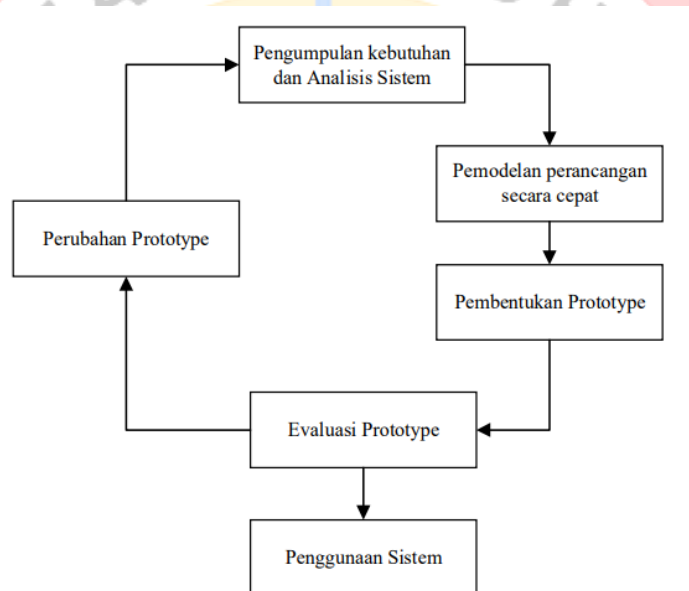 Pengumpulan kebutuhan
dan Analisis Sistem
Pemodelan perancangan
secara cepat
Perubahan Prototype
Pembentukan Prototype
Evaluasi Prototype
Penggunaan Sistem